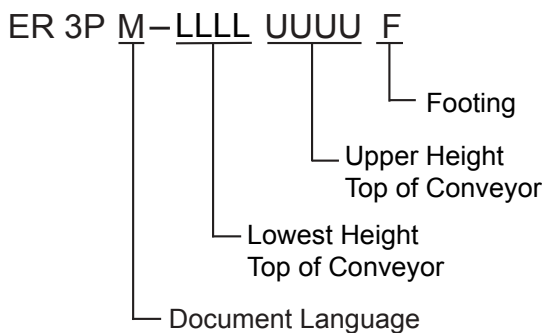 ER 3P M–LLLL UUUU F
Footing
Upper Height
Top of Conveyor
Lowest Height
Top of Conveyor
Document Language